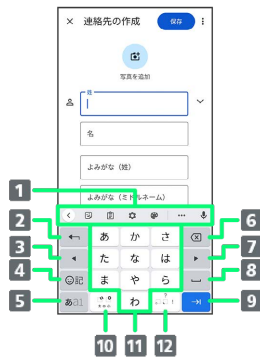 × 連絡先の作成 保存
写真を追加
姓
名
よみがな（姓）
よみがな（ミドルネーム）
1
2 あ か さ 6
3 た な は 7
4 ☺記 ま や ら 8
5 あa1 わ 9
10 11 12